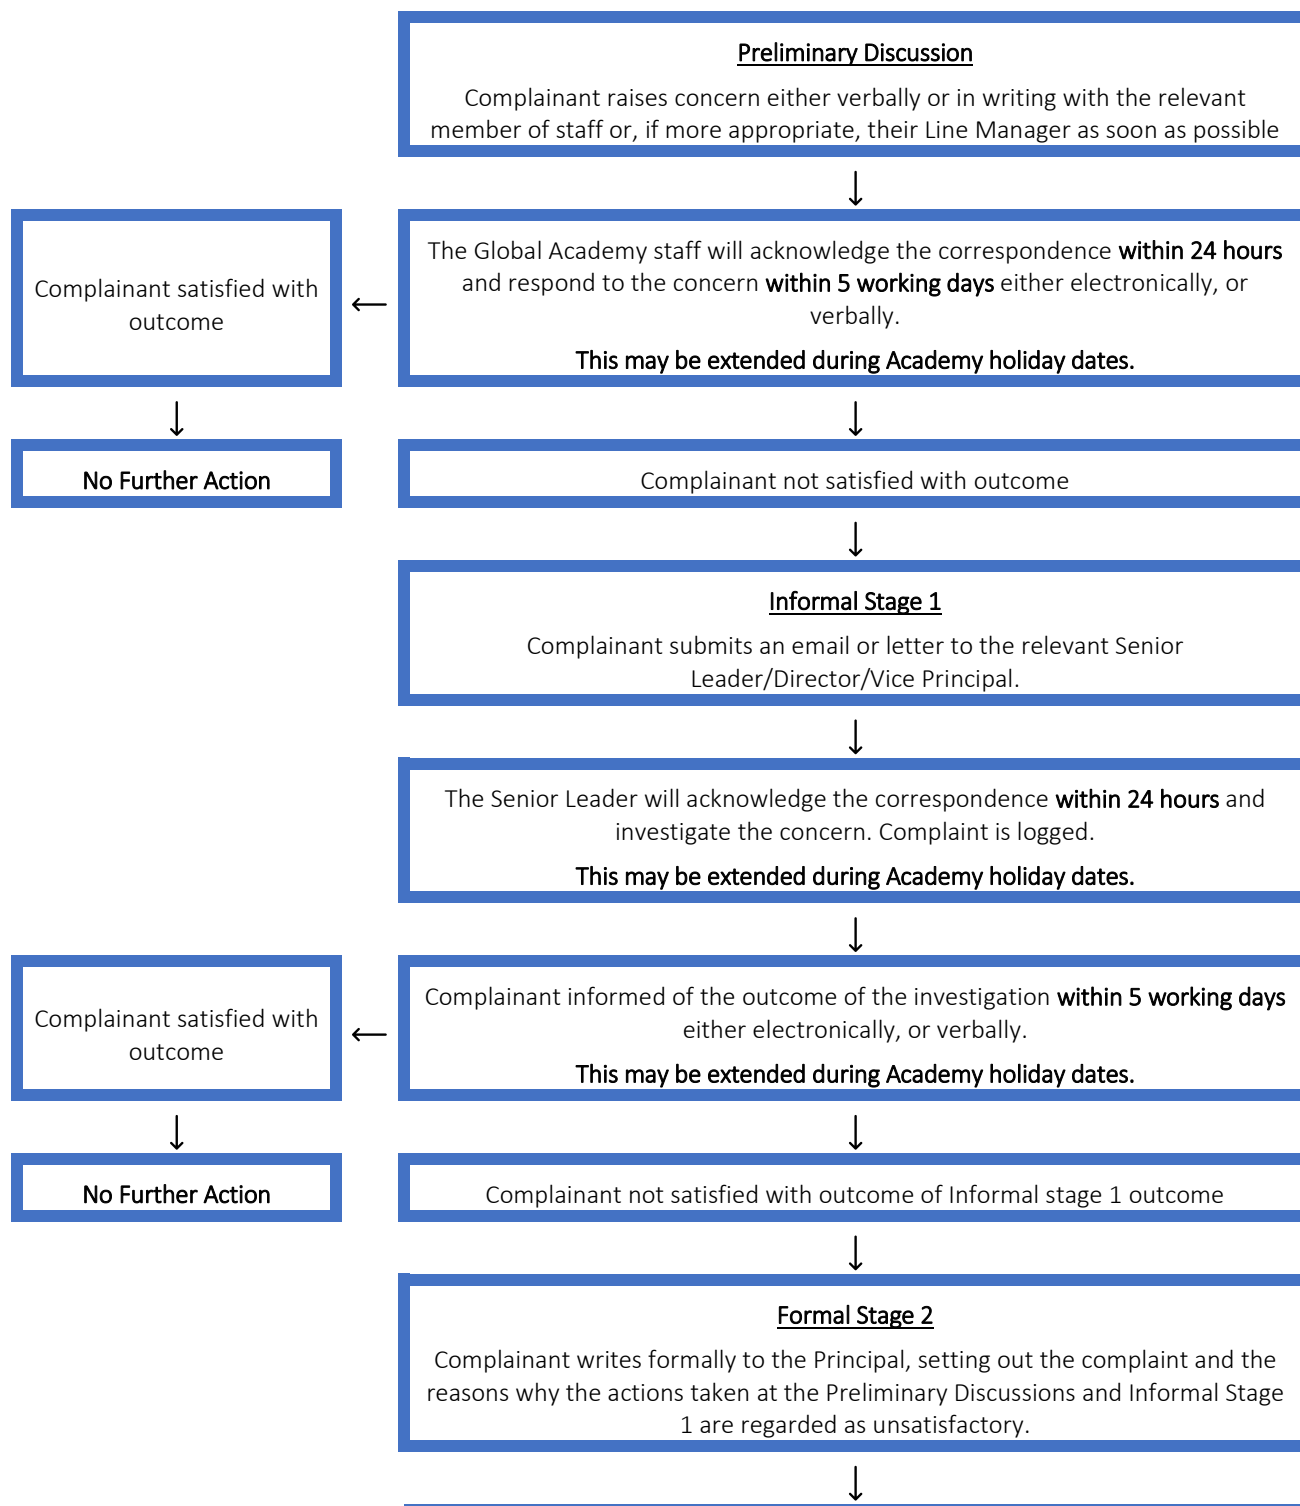 Preliminary Discussion
Complainant raises concern either verbally or in writing with the relevant
member of staff or, if more appropriate, their Line Manager as soon as possible
↓
The Global Academy staff will acknowledge the correspondence within 24 hours
and respond to the concern within 5 working days either electronically, or
verbally.
This may be extended during Academy holiday dates.
←
Complainant satisfied with
outcome
↓
↓
No Further Action
Complainant not satisfied with outcome
↓
Informal Stage 1
Complainant submits an email or letter to the relevant Senior
Leader/Director/Vice Principal.
↓
The Senior Leader will acknowledge the correspondence within 24 hours and
investigate the concern. Complaint is logged.
This may be extended during Academy holiday dates.
↓
Complainant informed of the outcome of the investigation within 5 working days
either electronically, or verbally.
This may be extended during Academy holiday dates.
←
Complainant satisfied with
outcome
↓
↓
No Further Action
Complainant not satisfied with outcome of Informal stage 1 outcome
↓
Formal Stage 2
Complainant writes formally to the Principal, setting out the complaint and the
reasons why the actions taken at the Preliminary Discussions and Informal Stage
1 are regarded as unsatisfactory.
↓